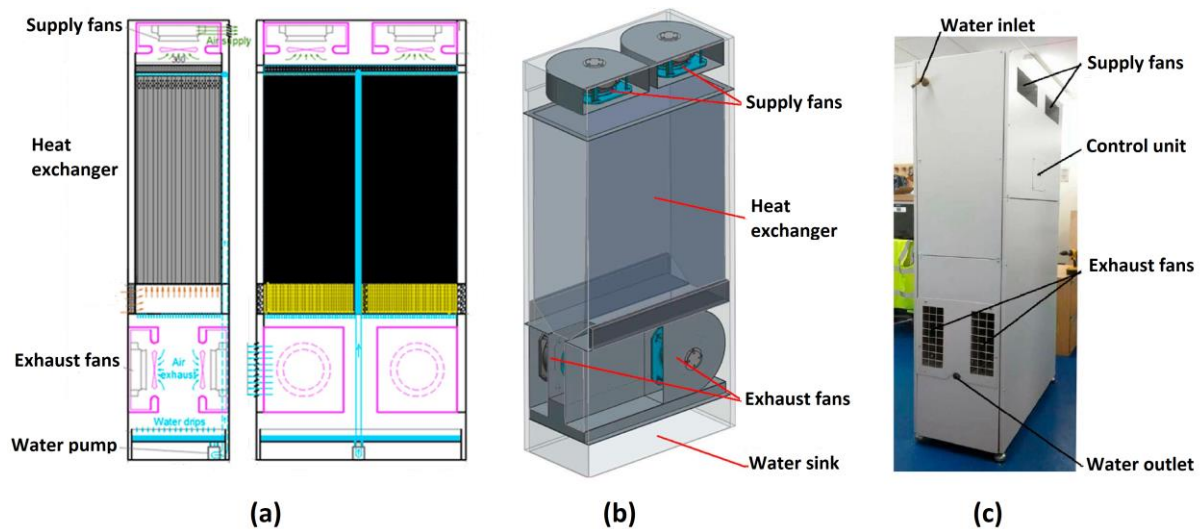 Supply fans
Air supply
360
Heat
exchanger
Exhaust fans
Air
exhaust
Water drips
Water pump
(a)
Supply fans
Heat
exchanger
Exhaust fans
Water sink
(b)
Water inlet
Supply fans
Control unit
Exhaust fans
Water outlet
(c)